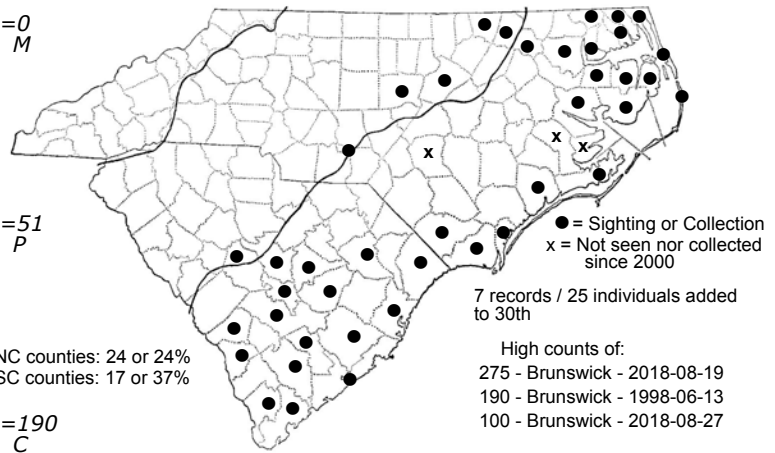 =0
M
=51
P
=190
C
x
x
x
● = Sighting or Collection
x = Not seen nor collected
since 2000
7 records / 25 individuals added
to 30th
NC counties: 24 or 24%
SC counties: 17 or 37%
High counts of:
275 - Brunswick - 2018-08-19
190 - Brunswick - 1998-06-13
100 - Brunswick - 2018-08-27